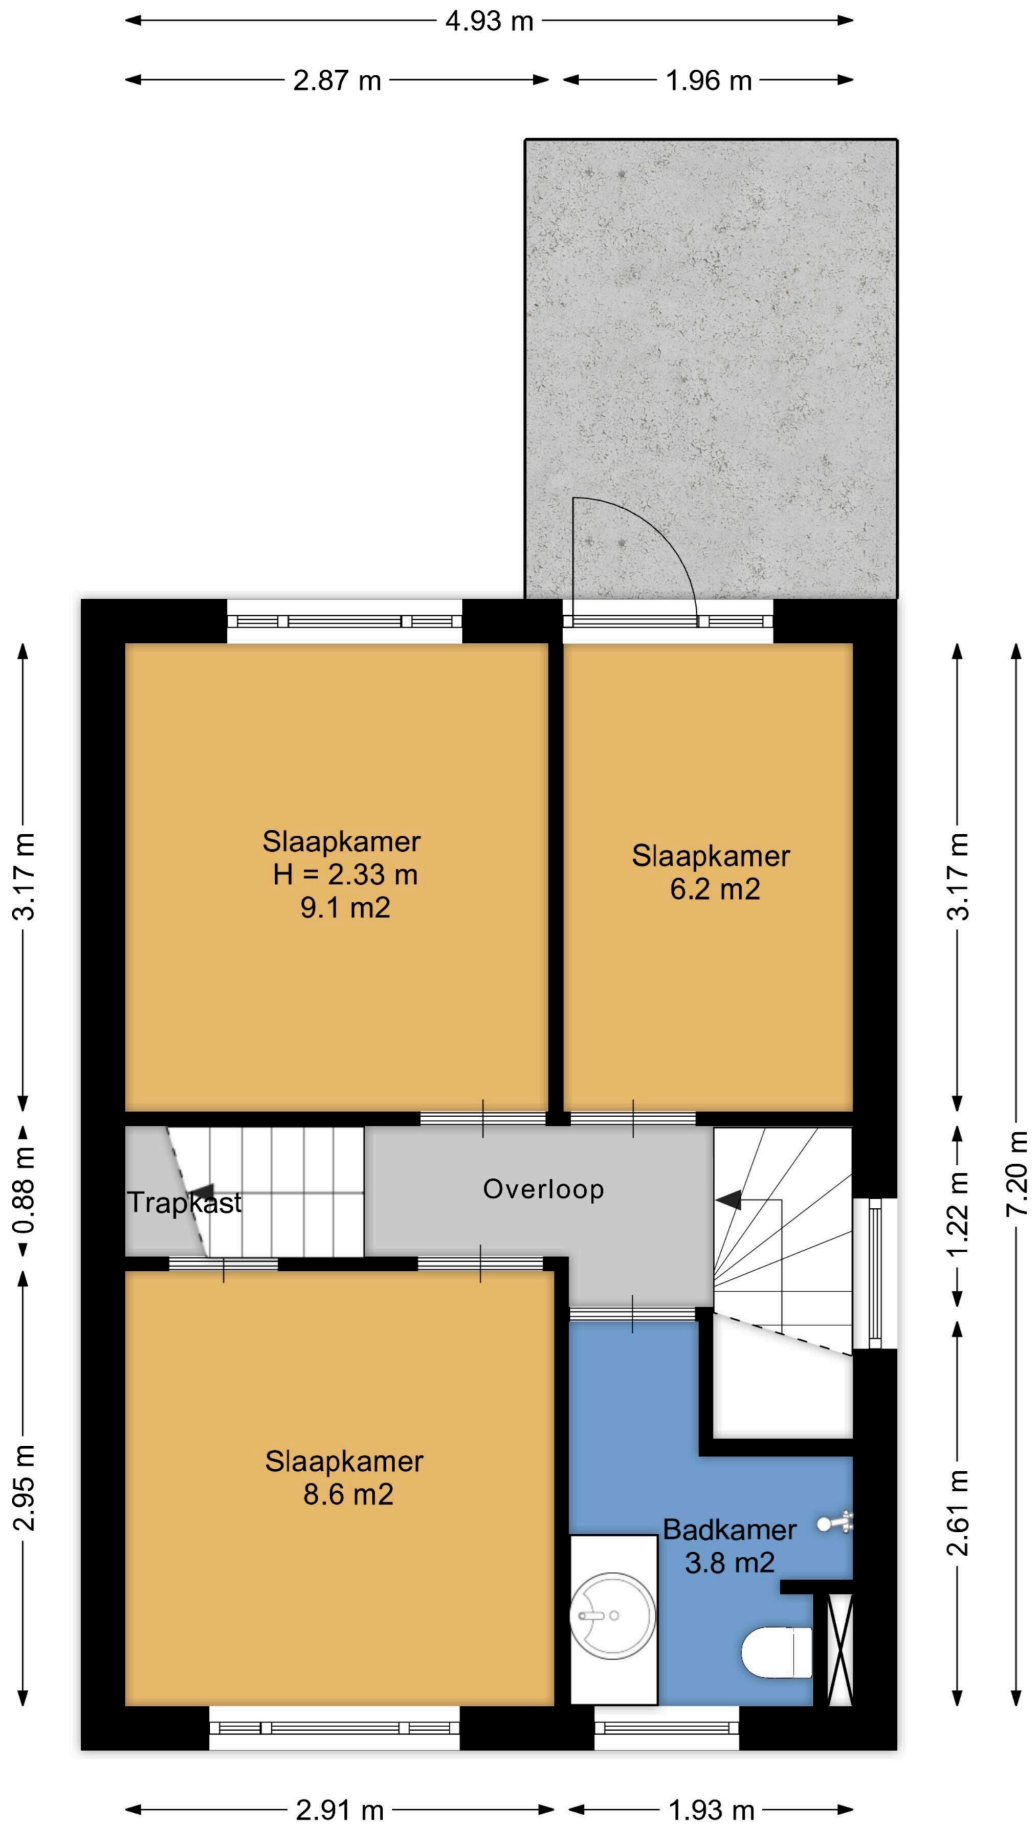 4.93 m
2.87 m
1.96 m
Slaapkamer
H = 2.33 m
9.1 m2
Slaapkamer
6.2 m2
3.17 m
3.17 m
Trapkast
Overloop
0.88 m
1.22 m
7.20 m
Slaapkamer
8.6 m2
Badkamer
3.8 m2
2.95 m
2.61 m
2.91 m
1.93 m